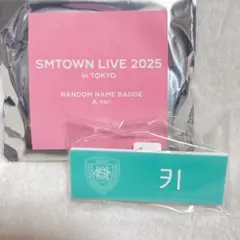 SMTOWN LIVE 2025
in TOKYO
RANDOM NAME BADGE
A ver.
키